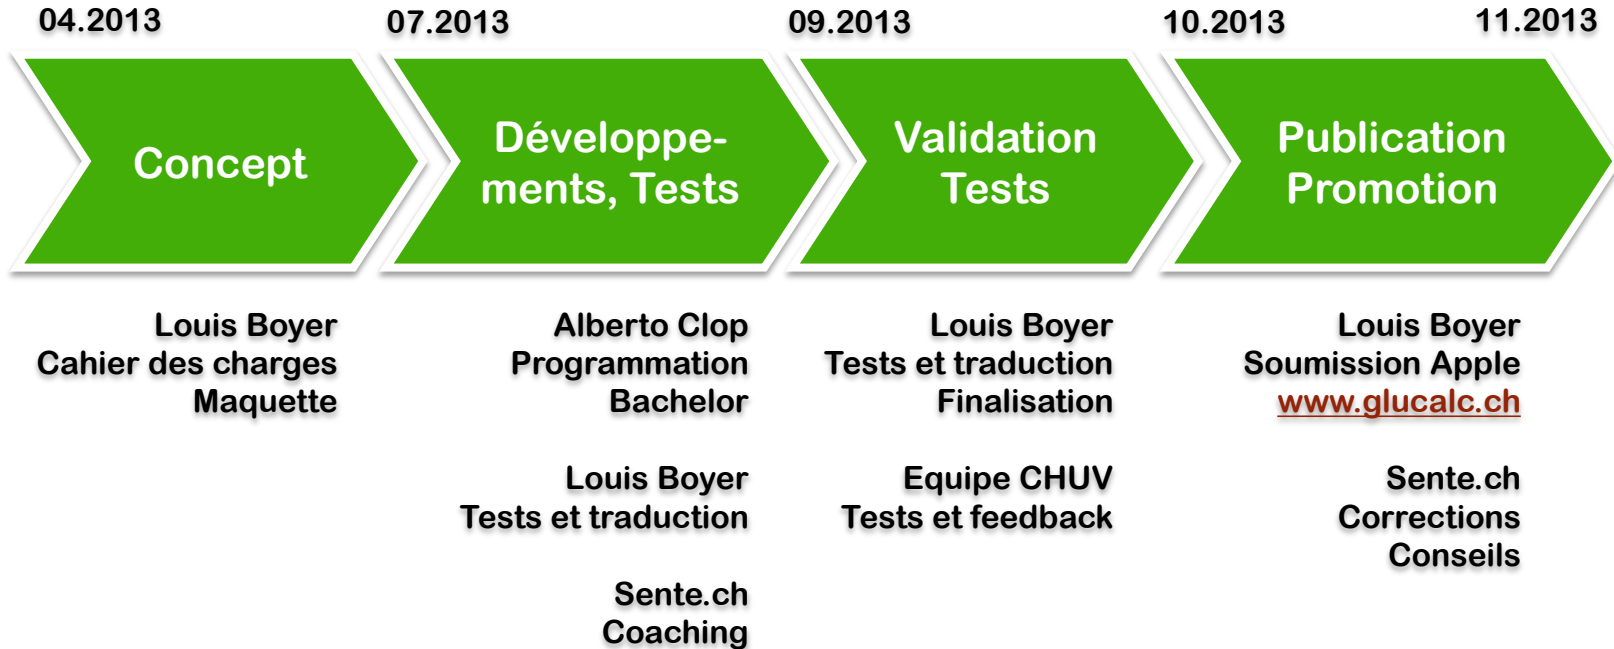 04.2013
07.2013
09.2013
10.2013
11.2013
Concept
Développe-
ments, Tests
Validation
Tests
Publication
Promotion
Louis Boyer
Cahier des charges
Maquette
Alberto Clop
Programmation
Bachelor
Louis Boyer
Tests et traduction
Sente.ch
Coaching
Louis Boyer
Tests et traduction
Finalisation
Equipe CHUV
Tests et feedback
Louis Boyer
Soumission Apple
www.glucalc.ch
Sente.ch
Corrections
Conseils